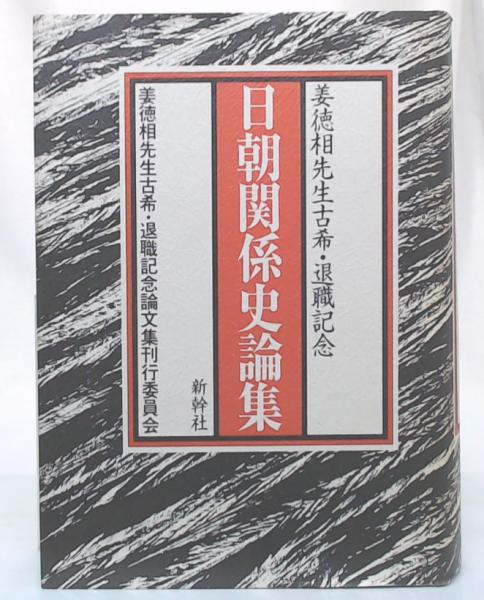 姜徳相先生古希・退職記念
日朝関係史論集
姜徳相先生古希・退職記念論文集刊行委員会
新幹社